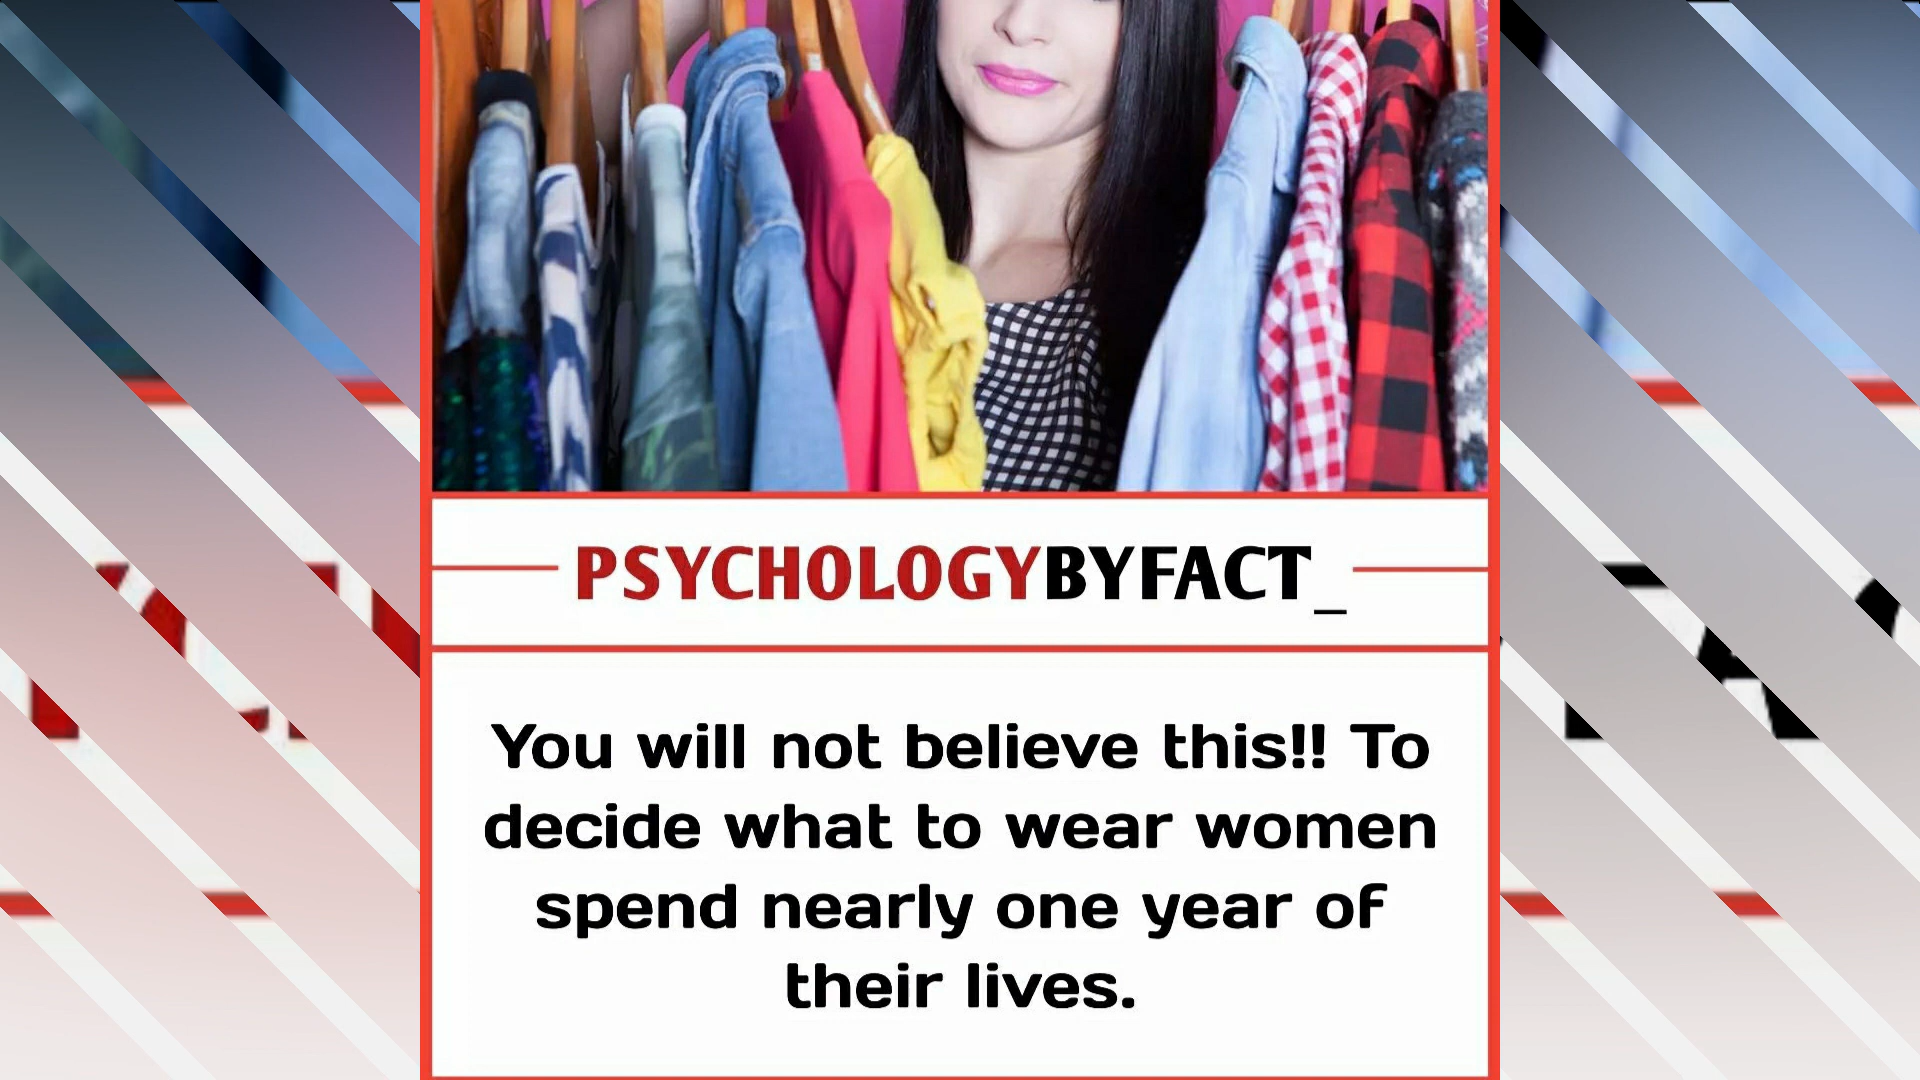 PSYCHOLOGYBYFACT_
You will not believe this!! To
decide what to wear women
spend nearly one year of
their lives.